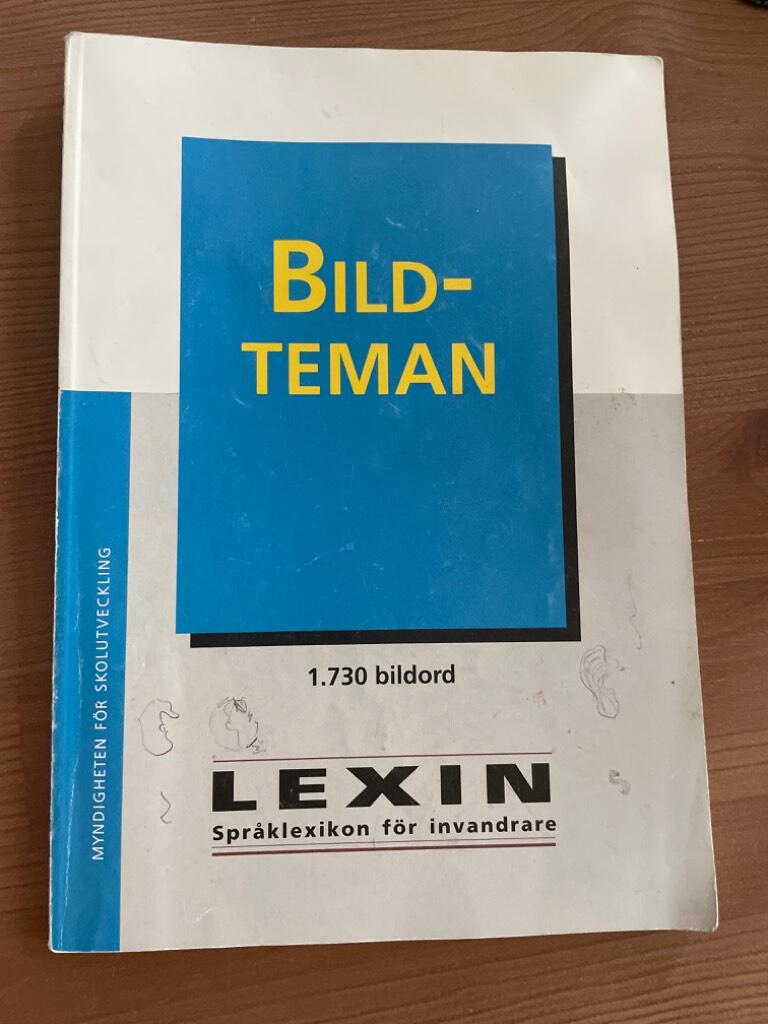 BILD-
TEMAN
1.730 bildord
LEXIN
Språklexikon för invandrare
MYNDIGHETEN FÖR SKOLUTVECKLING